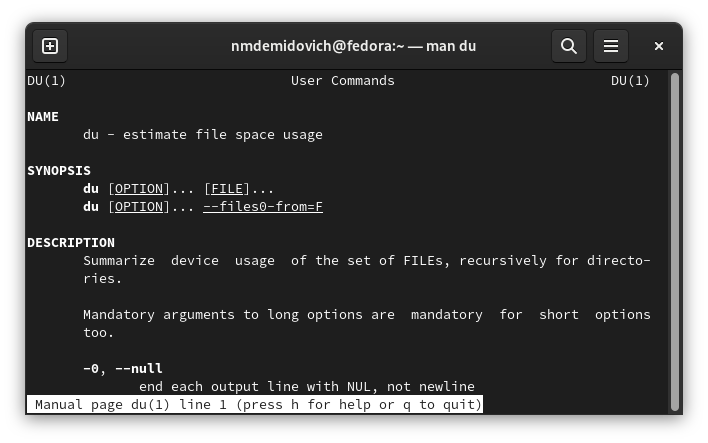 nmdemidovich@fedora:~ — man du
DU(1) User Commands DU(1)
NAME
du - estimate file space usage
SYNOPSIS
du [OPTION]... [FILE]...
du [OPTION]... --files0-from=F
DESCRIPTION
Summarize  device  usage  of the set of FILEs, recursively for directo-
ries.
Mandatory arguments to long options are  mandatory  for  short  options
too.
-0, --null
end each output line with NUL, not newline
Manual page du(1) line 1 (press h for help or q to quit)